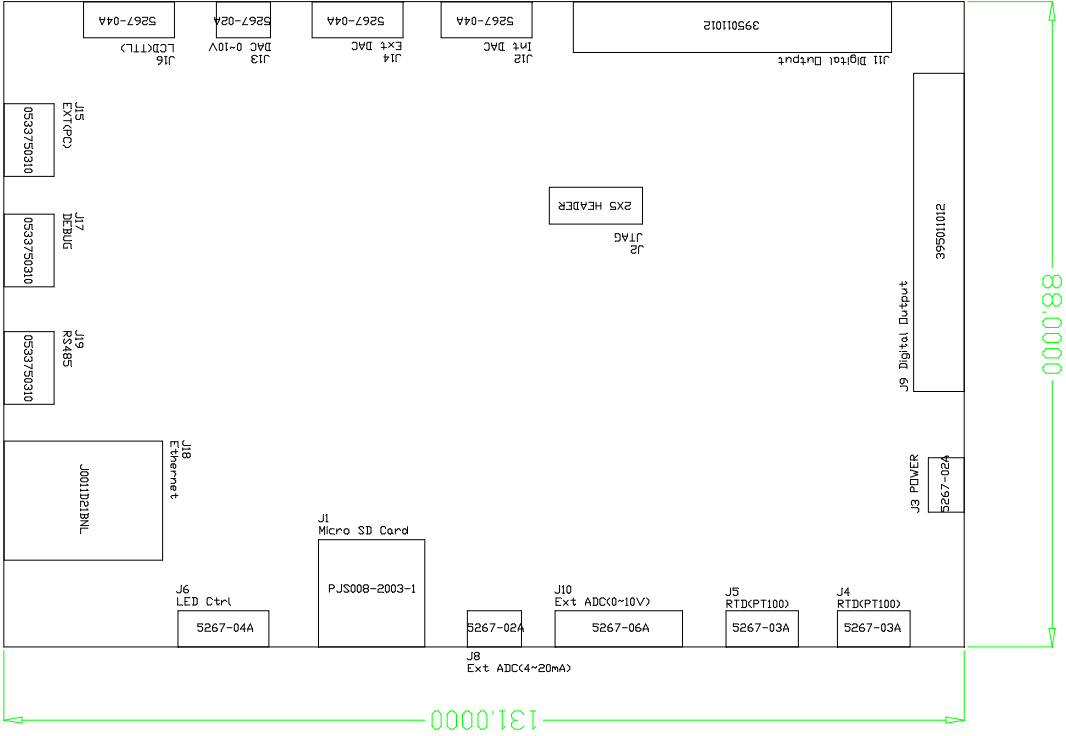 5267-04A
J16
LCD(TTL)
5267-02A
J13
DAC 0~10V
5267-04A
J14
Ext DAC
5267-04A
J12
Int DAC
395011012
J11 Digital Output
0533750310
J15
EXT(PC)
0533750310
J17
DEBUG
0533750310
J19
RS485
J0011D21BNL
J18
Ethernet
2X5 HEADER
J2
JTAG
395011012
J9 Digital Output
88.0000
5267-02A
J3 POWER
J1
Micro SD Card
PJS008-2003-1
J6
LED Ctrl
5267-04A
5267-02A
J8
Ext ADC(4~20mA)
J10
Ext ADC(0~10V)
5267-06A
J5
RTD(PT100)
5267-03A
J4
RTD(PT100)
5267-03A
131.0000